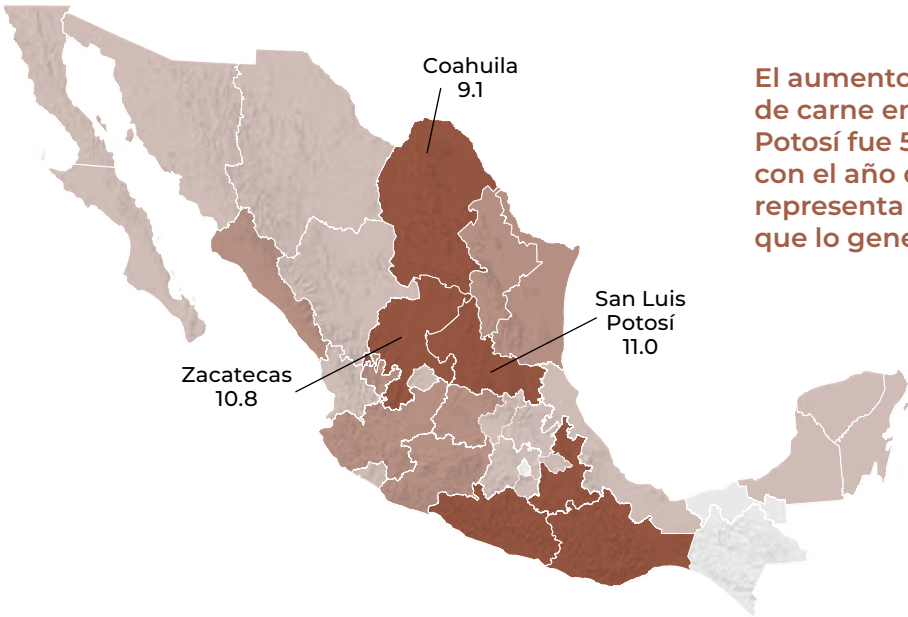 Coahuila
9.1
El aumento
de carne en
Potosí fue 5
con el año
representa
que lo gene
San Luis
Potosí
11.0
Zacatecas
10.8